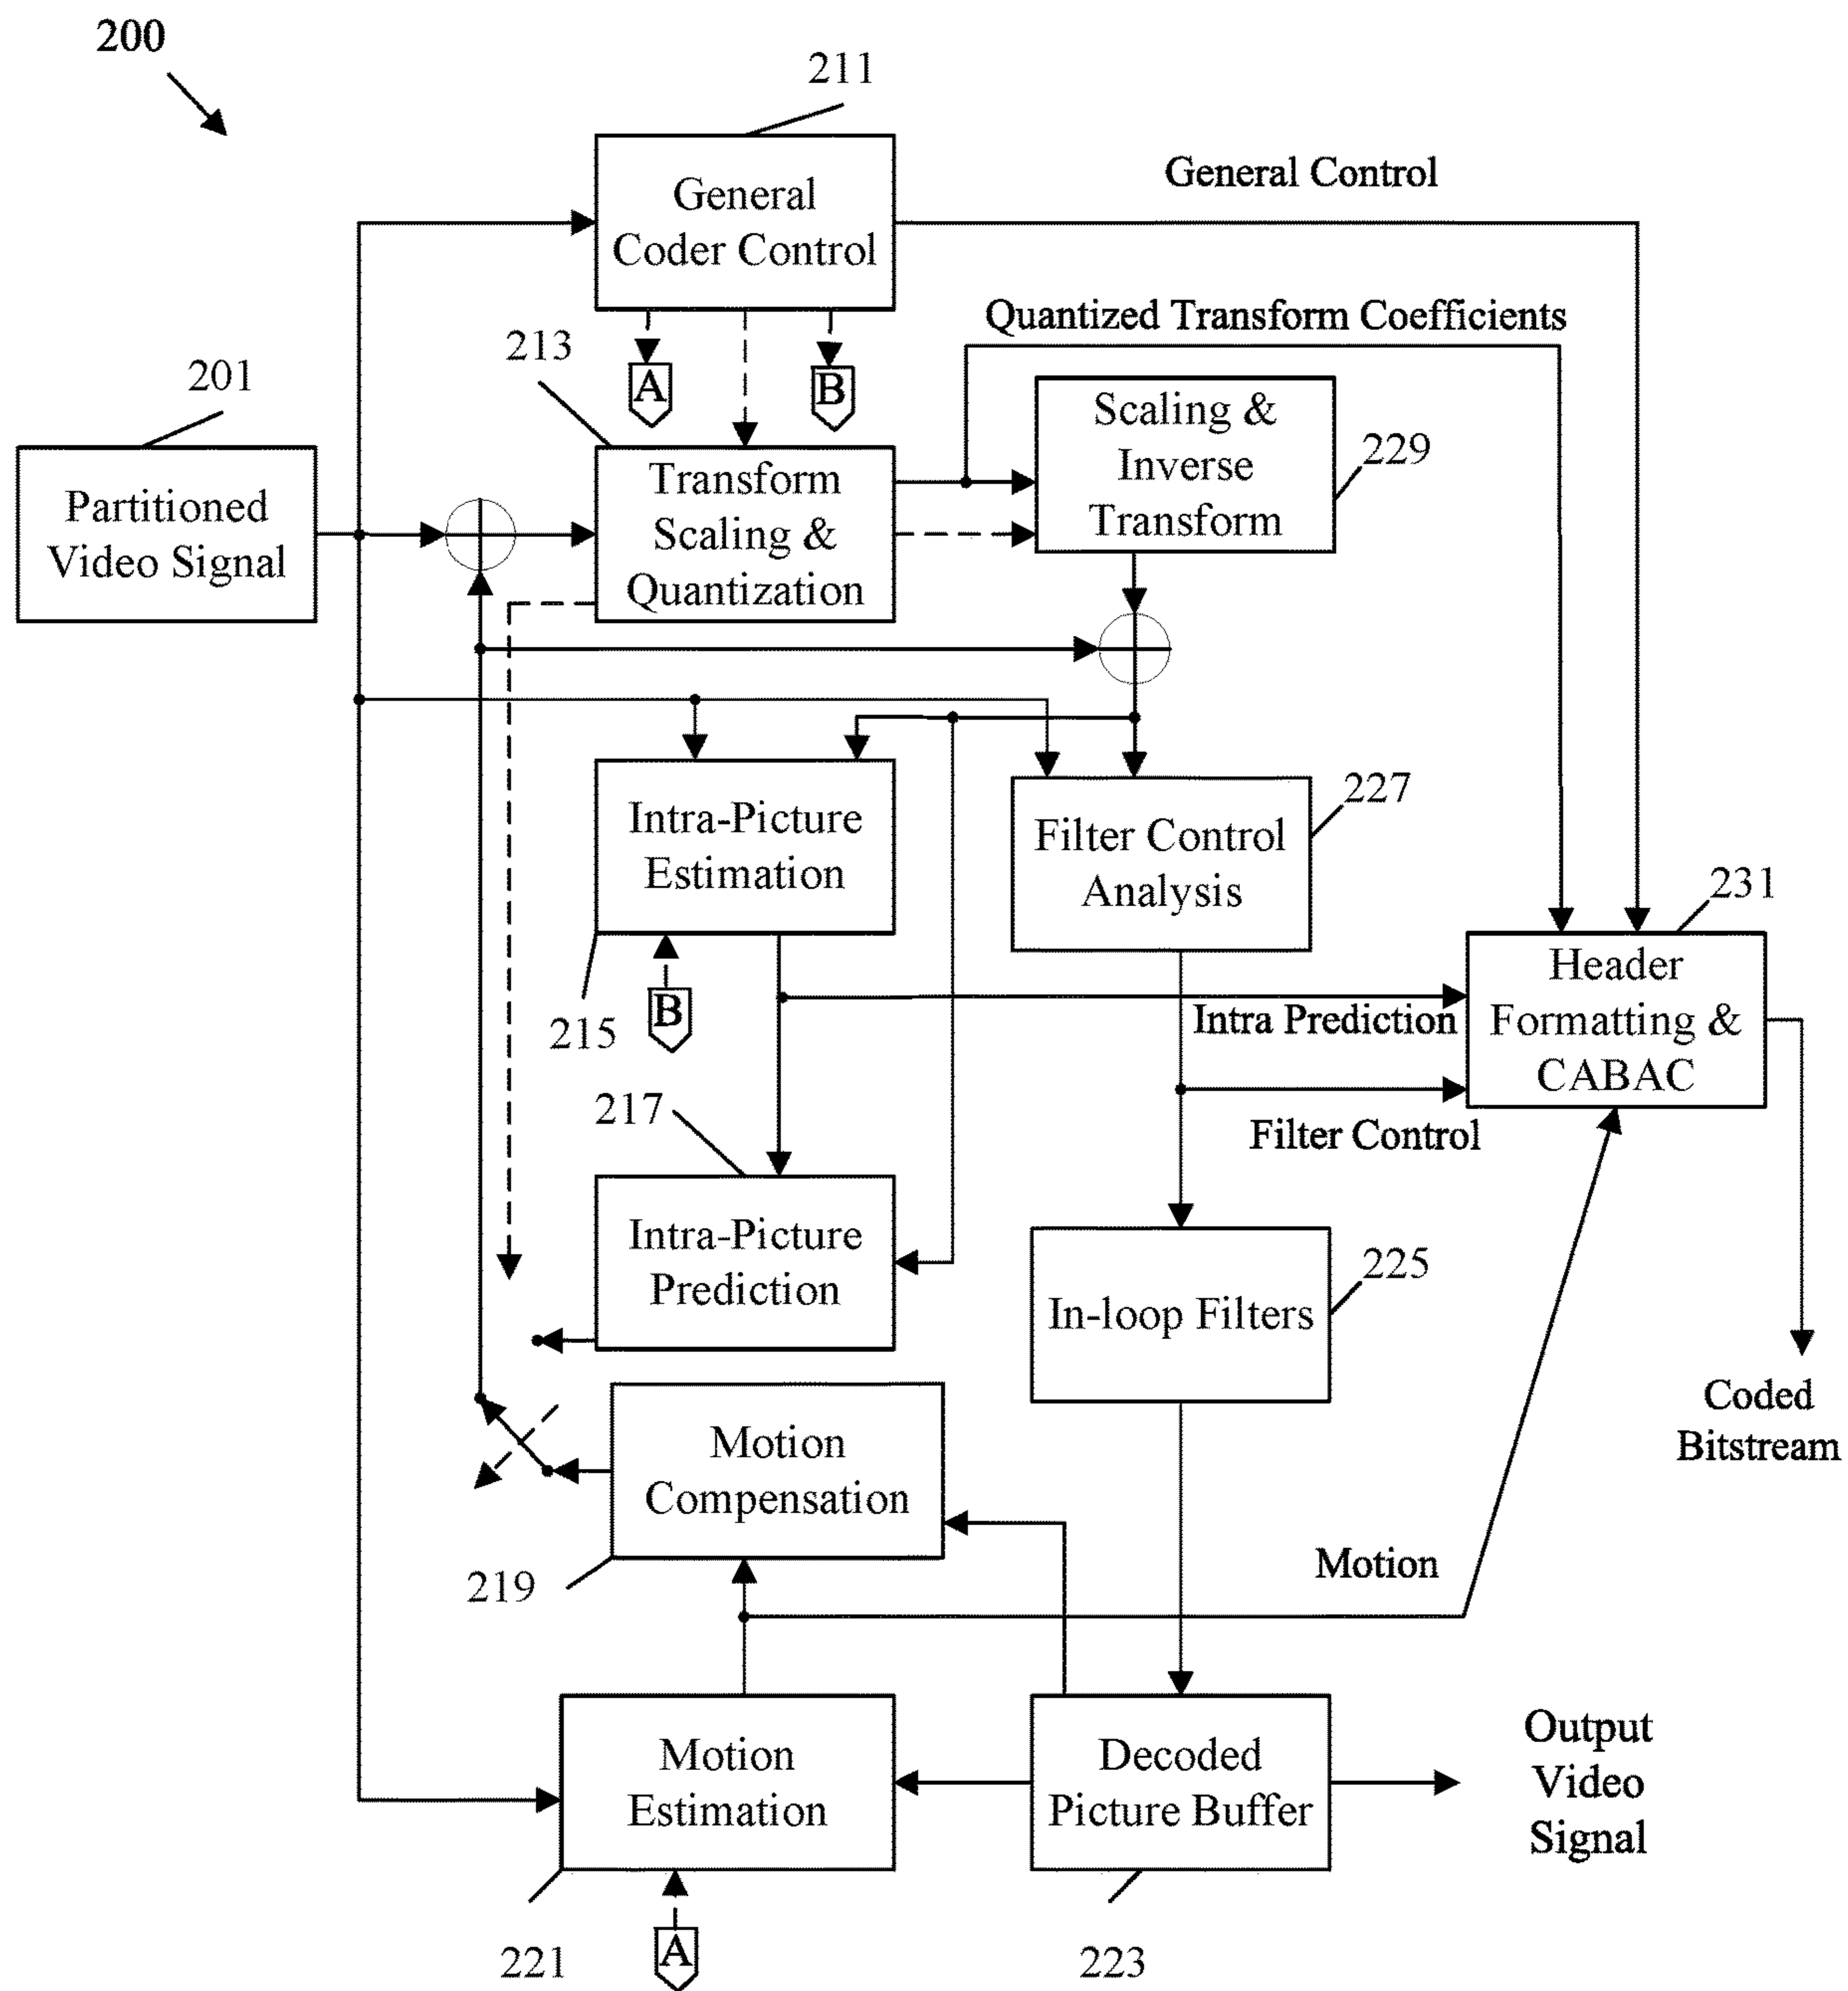 200
211
General
Coder Control
General Control
Quantized Transform Coefficients
213
A
B
201
Partitioned
Video Signal
Transform
Scaling &
Quantization
Scaling &
Inverse
Transform
229
Intra-Picture
Estimation
227
Filter Control
Analysis
231
Header
Formatting &
CABAC
215
B
Intra Prediction
217
Filter Control
Intra-Picture
Prediction
225
In-loop Filters
Coded
Bitstream
Motion
Compensation
219
Motion
Motion
Estimation
Decoded
Picture Buffer
Output
Video
Signal
221
A
223